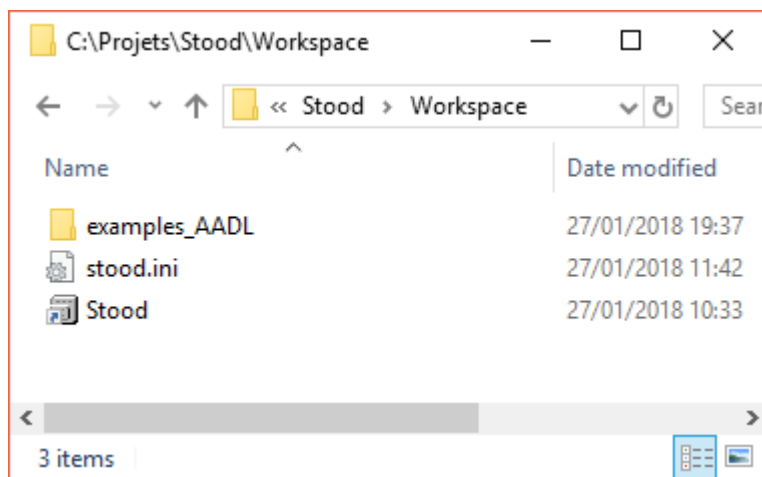 C:\Projets\Stood\Workspace
« Stood > Workspace
Name Date modified
examples_AADL 27/01/2018 19:37
stood.ini 27/01/2018 11:42
Stood 27/01/2018 10:33
3 items